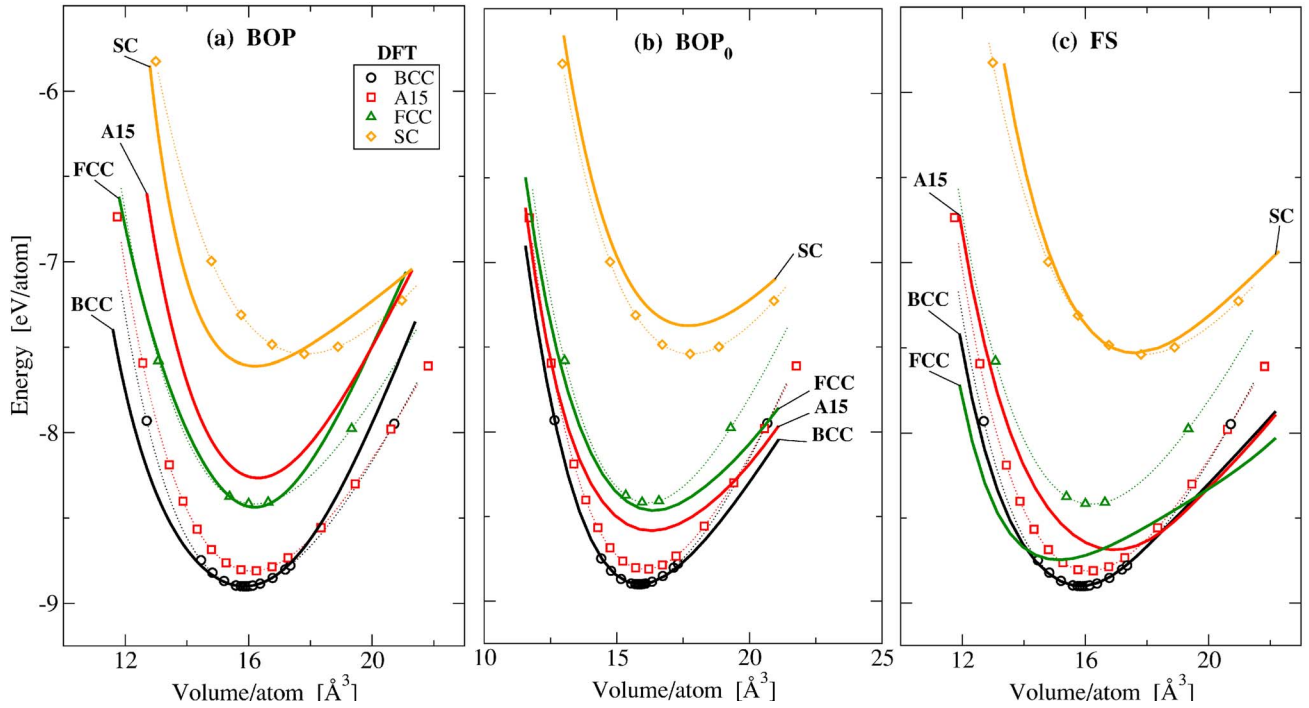 (a) BOP
(b) BOP₀
(c) FS
SC
DFT
BCC
A15
FCC
SC
A15
FCC
BCC
SC
FCC
A15
BCC
A15
BCC
FCC
SC
-6
-7
-8
-9
Energy [eV/atom]
12 16 20
10 15 20 25
12 16 20
Volume/atom [Å³]
Volume/atom [Å³]
Volume/atom [Å³]